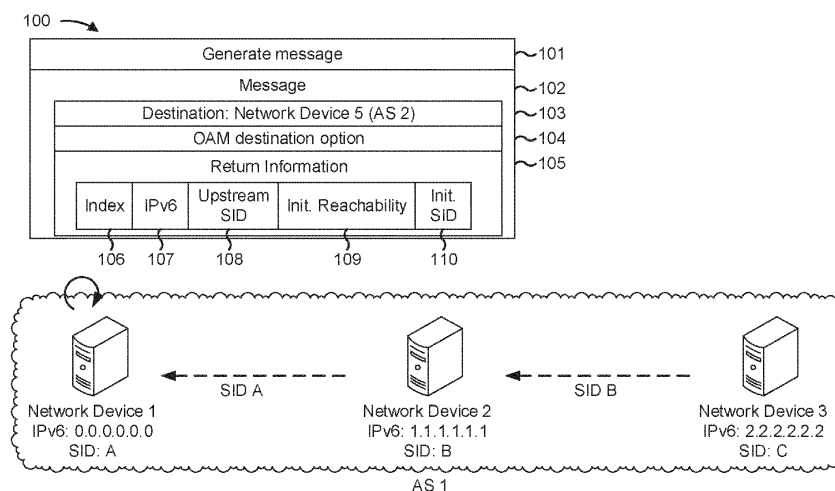 100
Generate message
101
Message
102
Destination: Network Device 5 (AS 2)
103
OAM destination option
104
Return Information
105
Index
IPv6
Upstream
SID
Init. Reachability
Init.
SID
106
107
108
109
110
SID A
SID B
Network Device 1
IPv6: 0.0.0.0.0.0
SID: A
Network Device 2
IPv6: 1.1.1.1.1.1
SID: B
Network Device 3
IPv6: 2.2.2.2.2.2
SID: C
AS 1